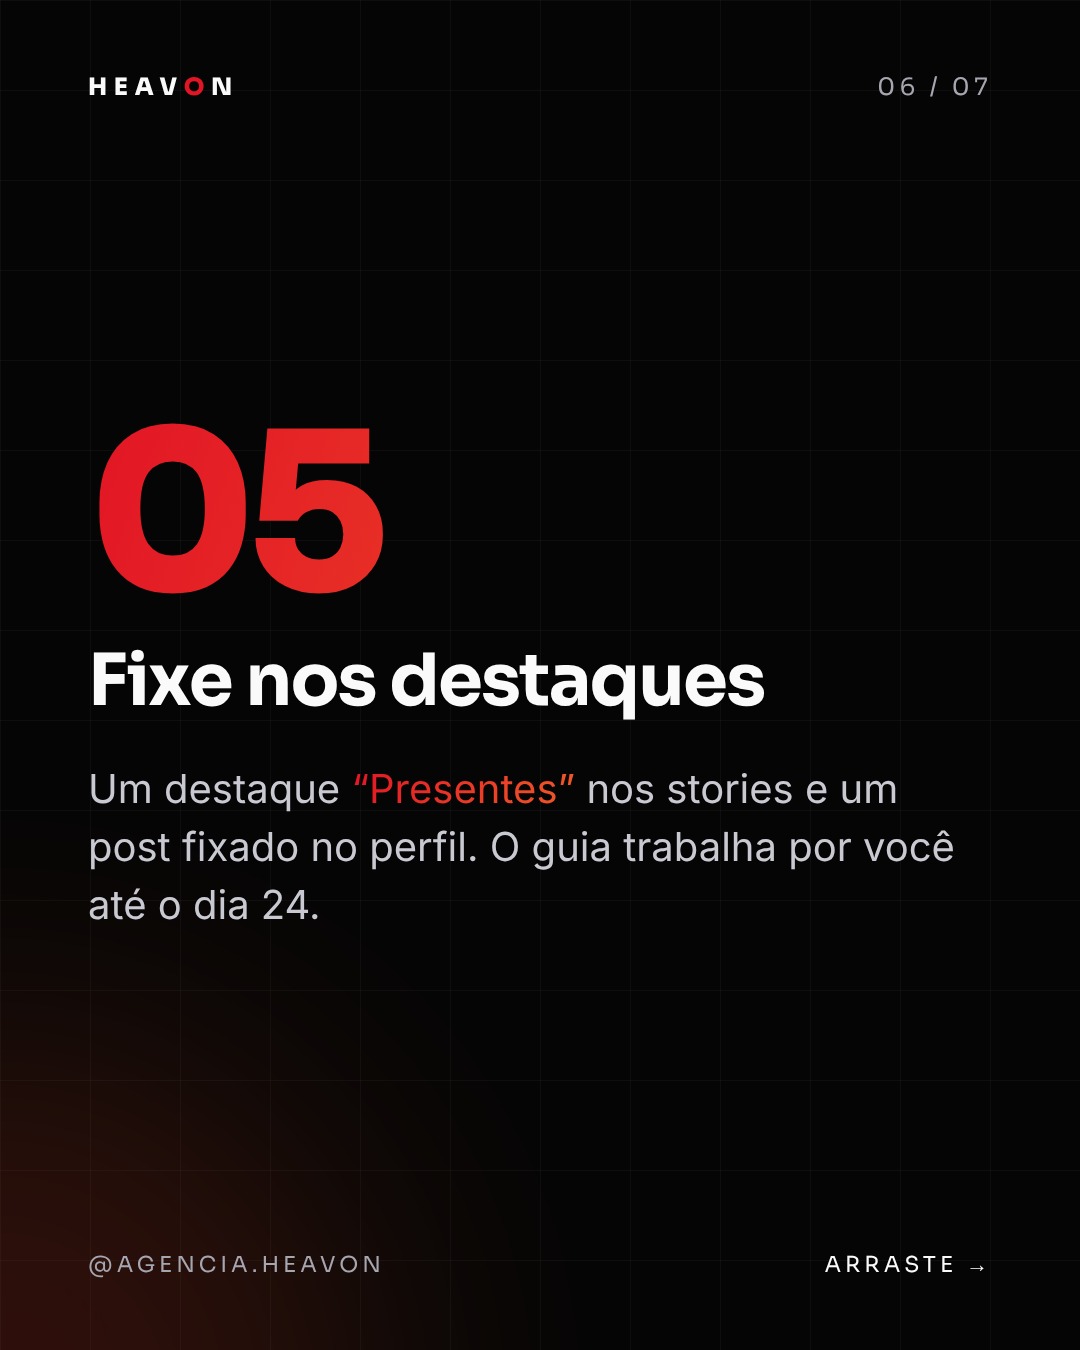 HEAVON
06 / 07
05
Fixe nos destaques
Um destaque “Presentes” nos stories e um
post fixado no perfil. O guia trabalha por você
até o dia 24.
@AGENCIA.HEAVON
ARRASTE →